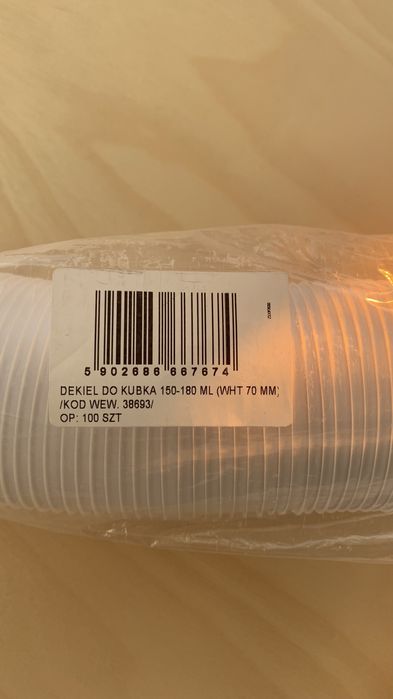 5 902686 667674
DEKIEL DO KUBKA 150-180 ML (WHT 70 MM)
/KOD WEW. 38693/
OP: 100 SZT